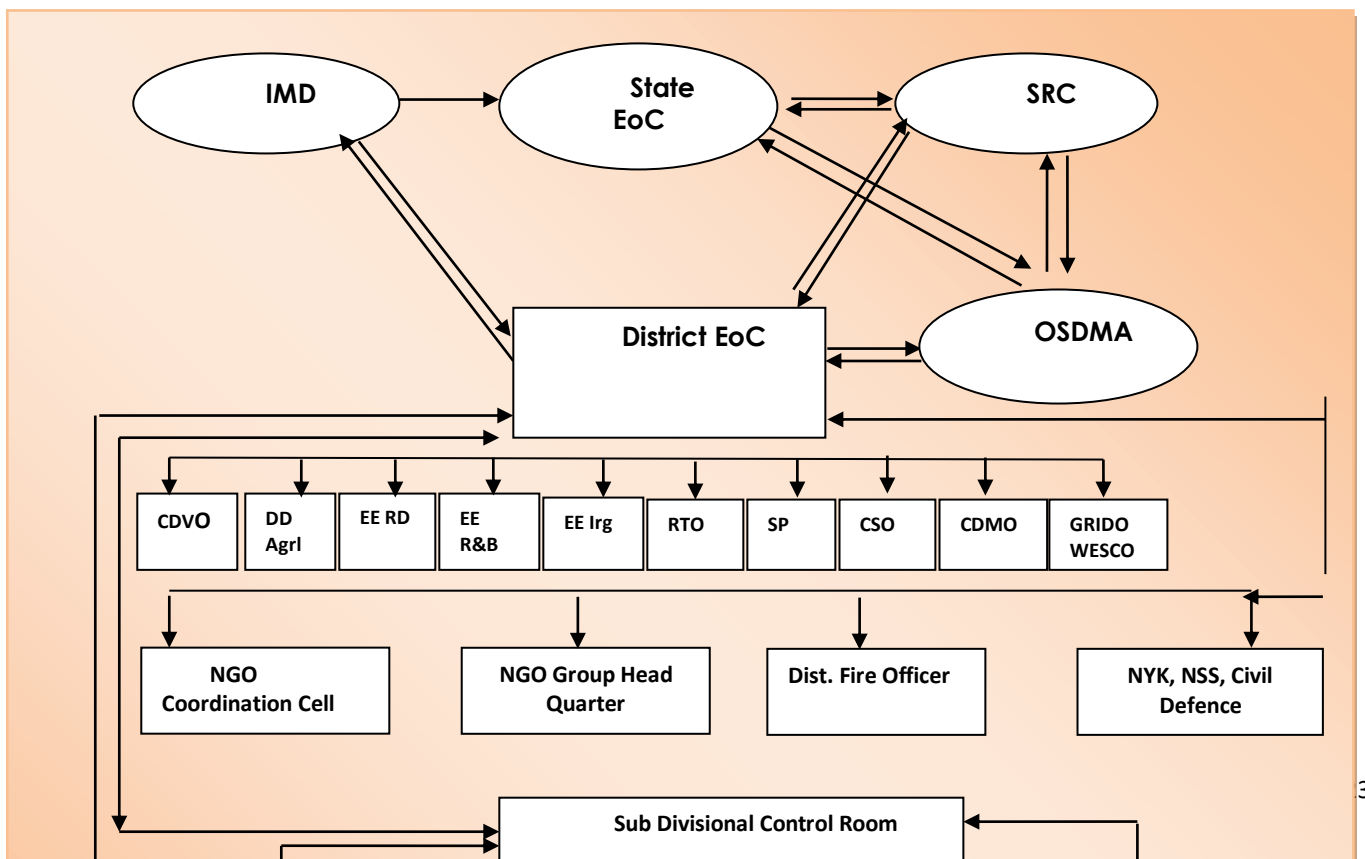 IMD
State
EoC
SRC
District EoC
OSDMA
CDVO
DD
Agrl
EE RD
EE
R&B
EE Irg
RTO
SP
CSO
CDMO
GRIDO
WESCO
NGO
Coordination Cell
NGO Group Head
Quarter
Dist. Fire Officer
NYK, NSS, Civil
Defence
Sub Divisional Control Room